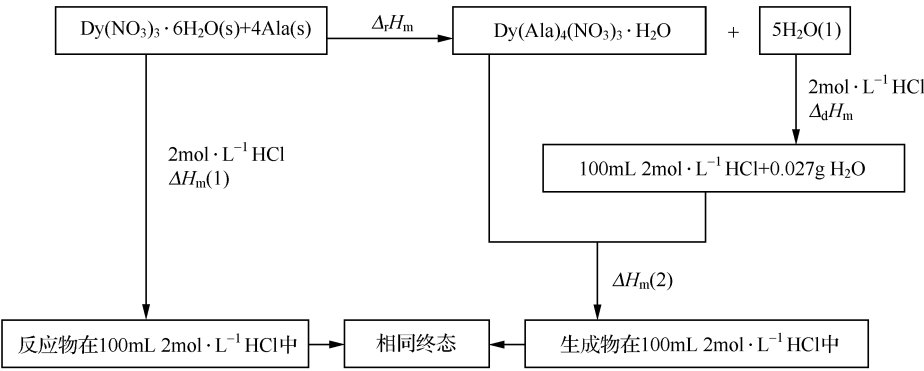 Dy(NO₃)₃·6H₂O(s)+4Ala(s)
ΔᵣHₘ
Dy(Ala)₄(NO₃)₃·H₂O
+
5H₂O(1)
2mol·L⁻¹ HCl
Δ_dHₘ
100mL 2mol·L⁻¹ HCl+0.027g H₂O
2mol·L⁻¹ HCl
ΔHₘ(1)
ΔHₘ(2)
反应物在100mL 2mol·L⁻¹ HCl中
相同终态
生成物在100mL 2mol·L⁻¹ HCl中